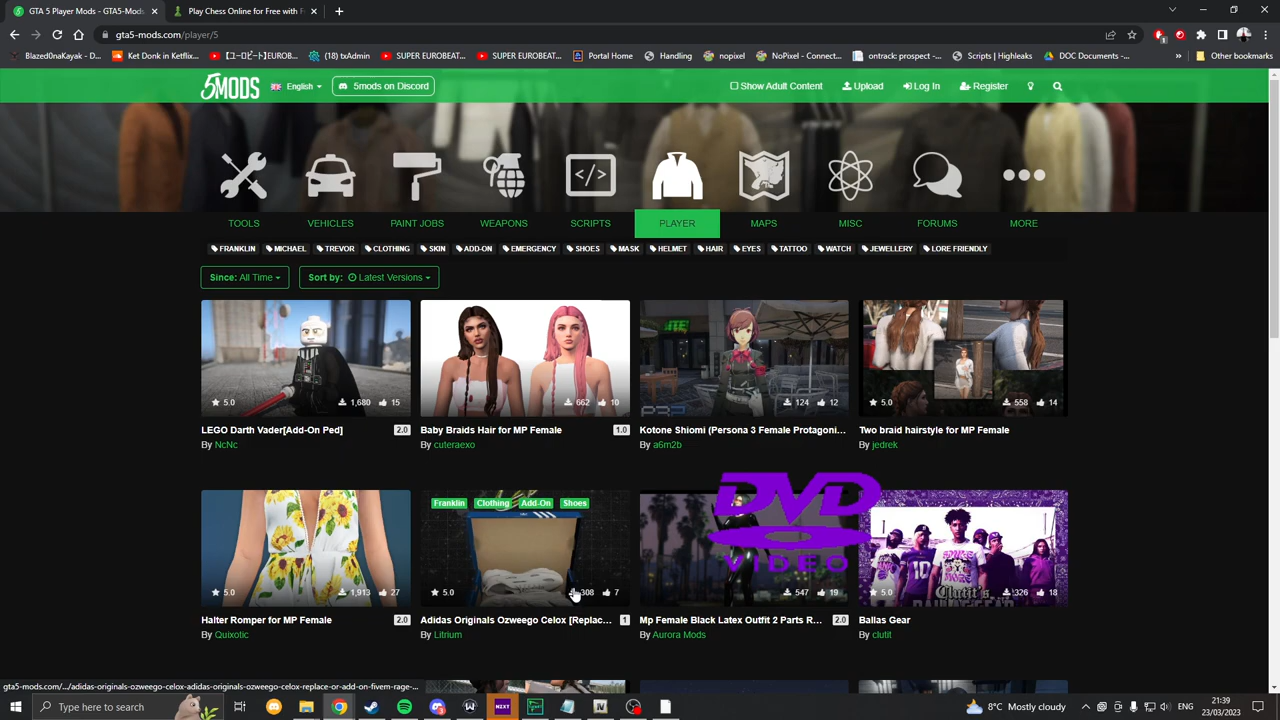 GTA 5 Player Mods - GTA5-Mods
Play Chess Online for Free with F
gta5-mods.com/player/5
Blazed0naKayak - D
Ket Donk in Ketflix...
SUPER EUROBEAT...
SUPER EUROBEAT...
(14) txAdmin
Portal Home
Handling
nopixel
NoPixel - Connect...
ontrackr prospect -...
Scripts | Highleaks
DOC Documents -...
»
Other bookmarks
5MODS
English
5mods on Discord
Show Adult Content
Upload
Log In
Register
TOOLS
VEHICLES
PAINT JOBS
WEAPONS
SCRIPTS
PLAYER
MAPS
MISC
FORUMS
MORE
FRANKLIN
MICHAEL
TREVOR
CLOTHING
SKIN
ADD-ON
EMERGENCY
SHOES
MASK
HELMET
HAIR
EYES
TATTOO
WATCH
JEWELLERY
LORE FRIENDLY
Since: All Time
Sort by: Latest Versions
5.0 1,680 15
662 10
124 12
5.0 558 14
LEGO Darth Vader[Add-On Ped] 2.0
Baby Braids Hair for MP Female 1.0
Kotone Shiomi (Persona 3 Female Protagoni...
Two braid hairstyle for MP Female
By NcNc
By cuteraexo
By a6m2b
By jedrek
Franklin Clothing Add-On Shoes
DVD
VIDEO
5.0 1,913 27
5.0 308 7
547 19
5.0 326 18
Halter Romper for MP Female 2.0
Adidas Originals Ozweego Celox [Replac... 1
Mp Female Black Latex Outfit 2 Parts R... 2.0
Ballas Gear
By Quixotic
By Litrium
By Aurora Mods
By clutit
gta5-mods.com/.../adidas-originals-ozweego-celox-adidas-originals-ozweego-celox-replace-or-add-on-fivem-rage-...
Type here to search
8°C Mostly cloudy
ENG
21:39
23/03/2023